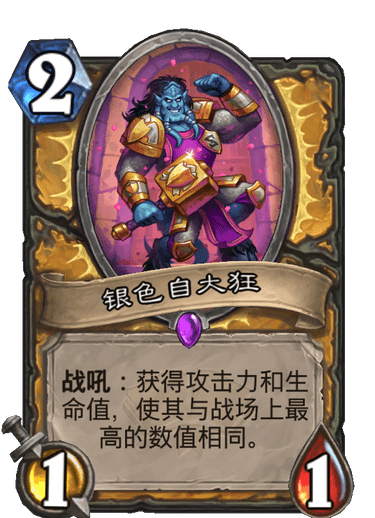 2
银色自大狂
战吼：获得攻击力和生
命值，使其与战场上最
高的数值相同。
1
1